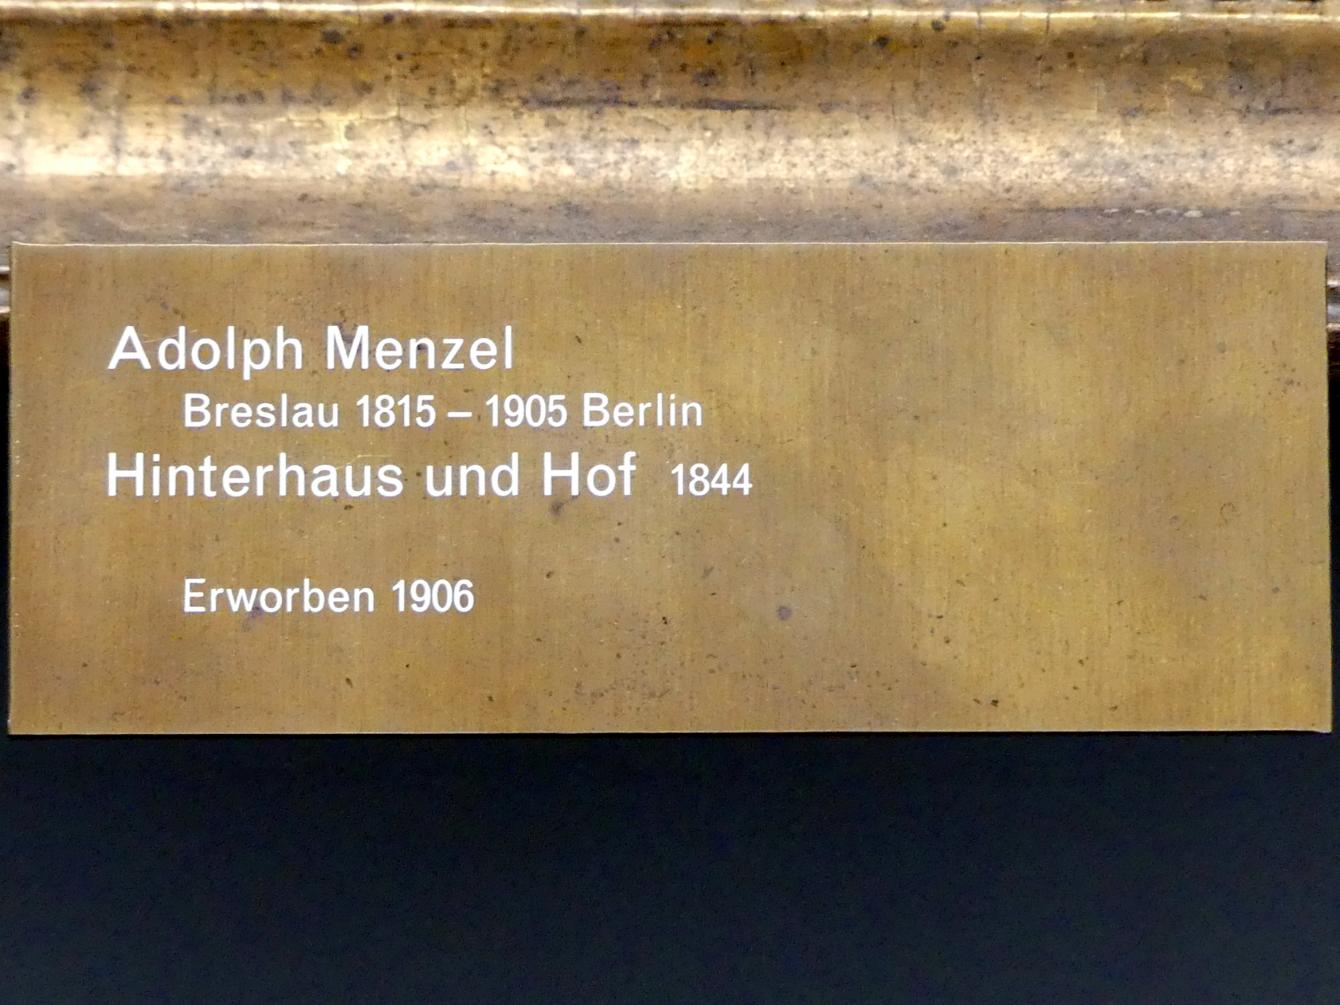 Adolph Menzel
Breslau 1815 – 1905 Berlin
Hinterhaus und Hof 1844
Erworben 1906